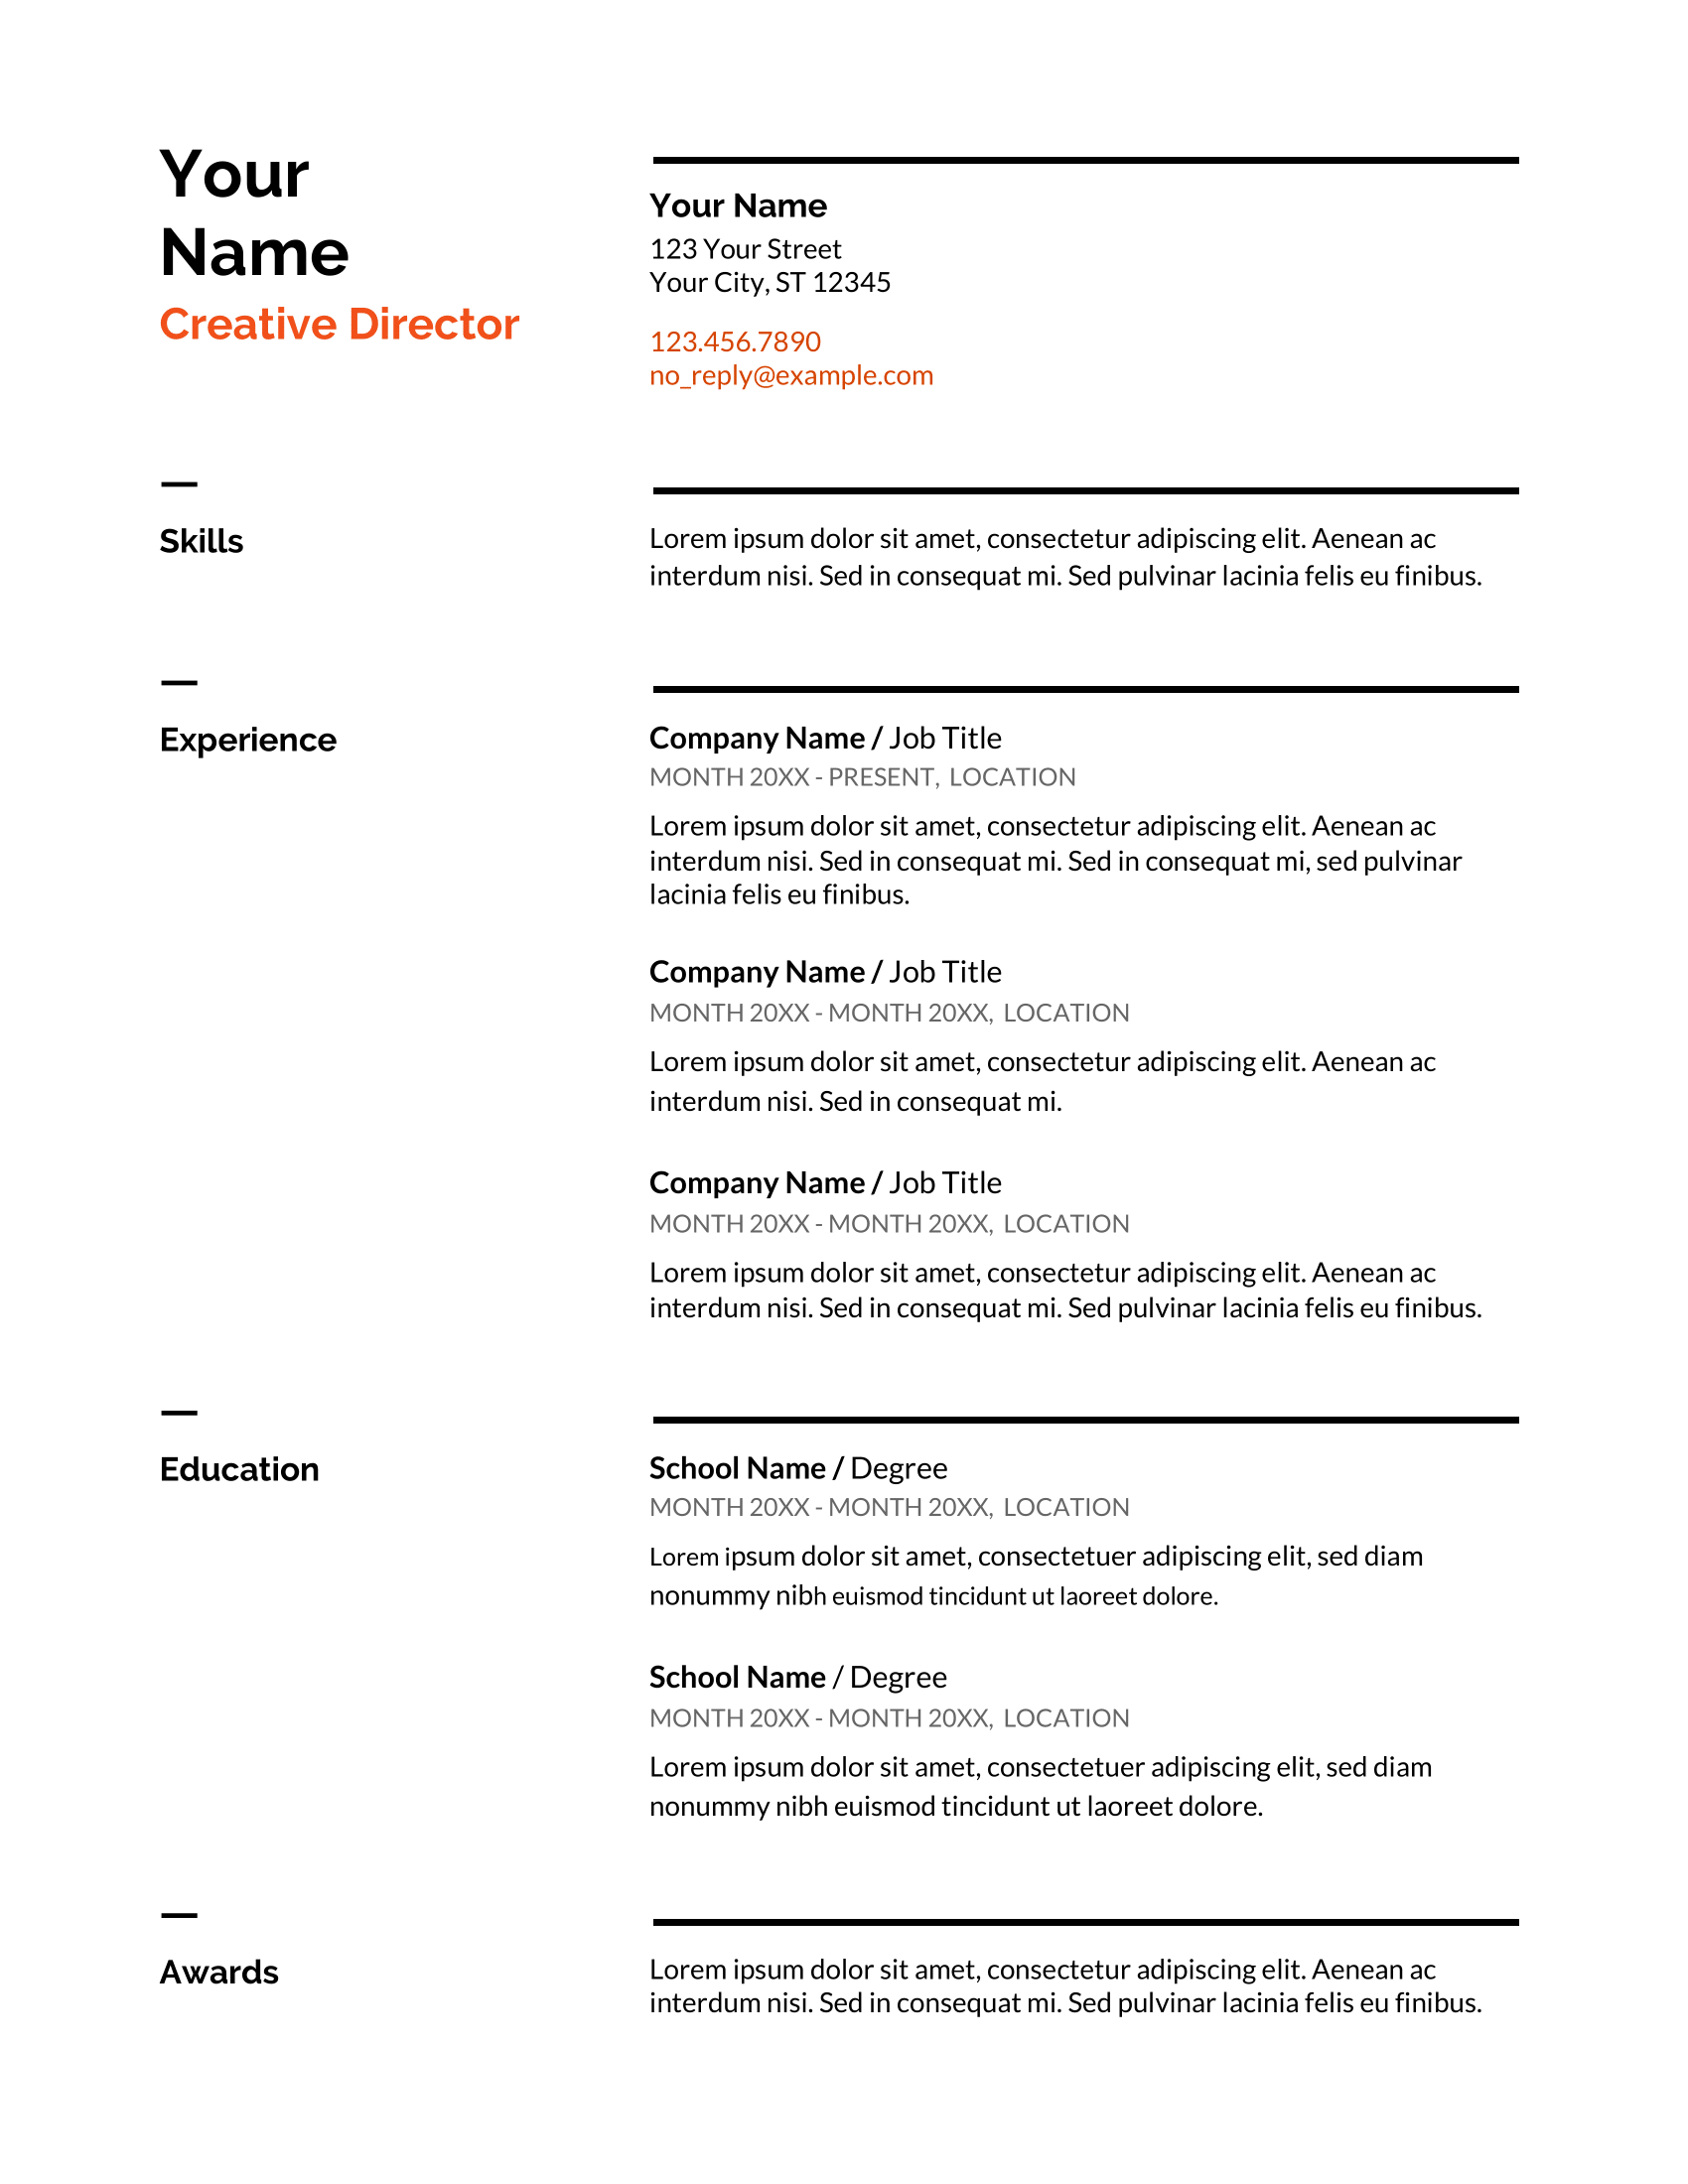 Your
Name
Creative Director
Your Name
123 Your Street
Your City, ST 12345
123.456.7890
no_reply@example.com
—
Skills
Lorem ipsum dolor sit amet, consectetur adipiscing elit. Aenean ac
interdum nisi. Sed in consequat mi. Sed pulvinar lacinia felis eu finibus.
—
Experience
Company Name / Job Title
MONTH 20XX - PRESENT, LOCATION
Lorem ipsum dolor sit amet, consectetur adipiscing elit. Aenean ac
interdum nisi. Sed in consequat mi. Sed in consequat mi, sed pulvinar
lacinia felis eu finibus.
Company Name / Job Title
MONTH 20XX - MONTH 20XX, LOCATION
Lorem ipsum dolor sit amet, consectetur adipiscing elit. Aenean ac
interdum nisi. Sed in consequat mi.
Company Name / Job Title
MONTH 20XX - MONTH 20XX, LOCATION
Lorem ipsum dolor sit amet, consectetur adipiscing elit. Aenean ac
interdum nisi. Sed in consequat mi. Sed pulvinar lacinia felis eu finibus.
—
Education
School Name / Degree
MONTH 20XX - MONTH 20XX, LOCATION
Lorem ipsum dolor sit amet, consectetuer adipiscing elit, sed diam
nonummy nibh euismod tincidunt ut laoreet dolore.
School Name / Degree
MONTH 20XX - MONTH 20XX, LOCATION
Lorem ipsum dolor sit amet, consectetuer adipiscing elit, sed diam
nonummy nibh euismod tincidunt ut laoreet dolore.
—
Awards
Lorem ipsum dolor sit amet, consectetur adipiscing elit. Aenean ac
interdum nisi. Sed in consequat mi. Sed pulvinar lacinia felis eu finibus.